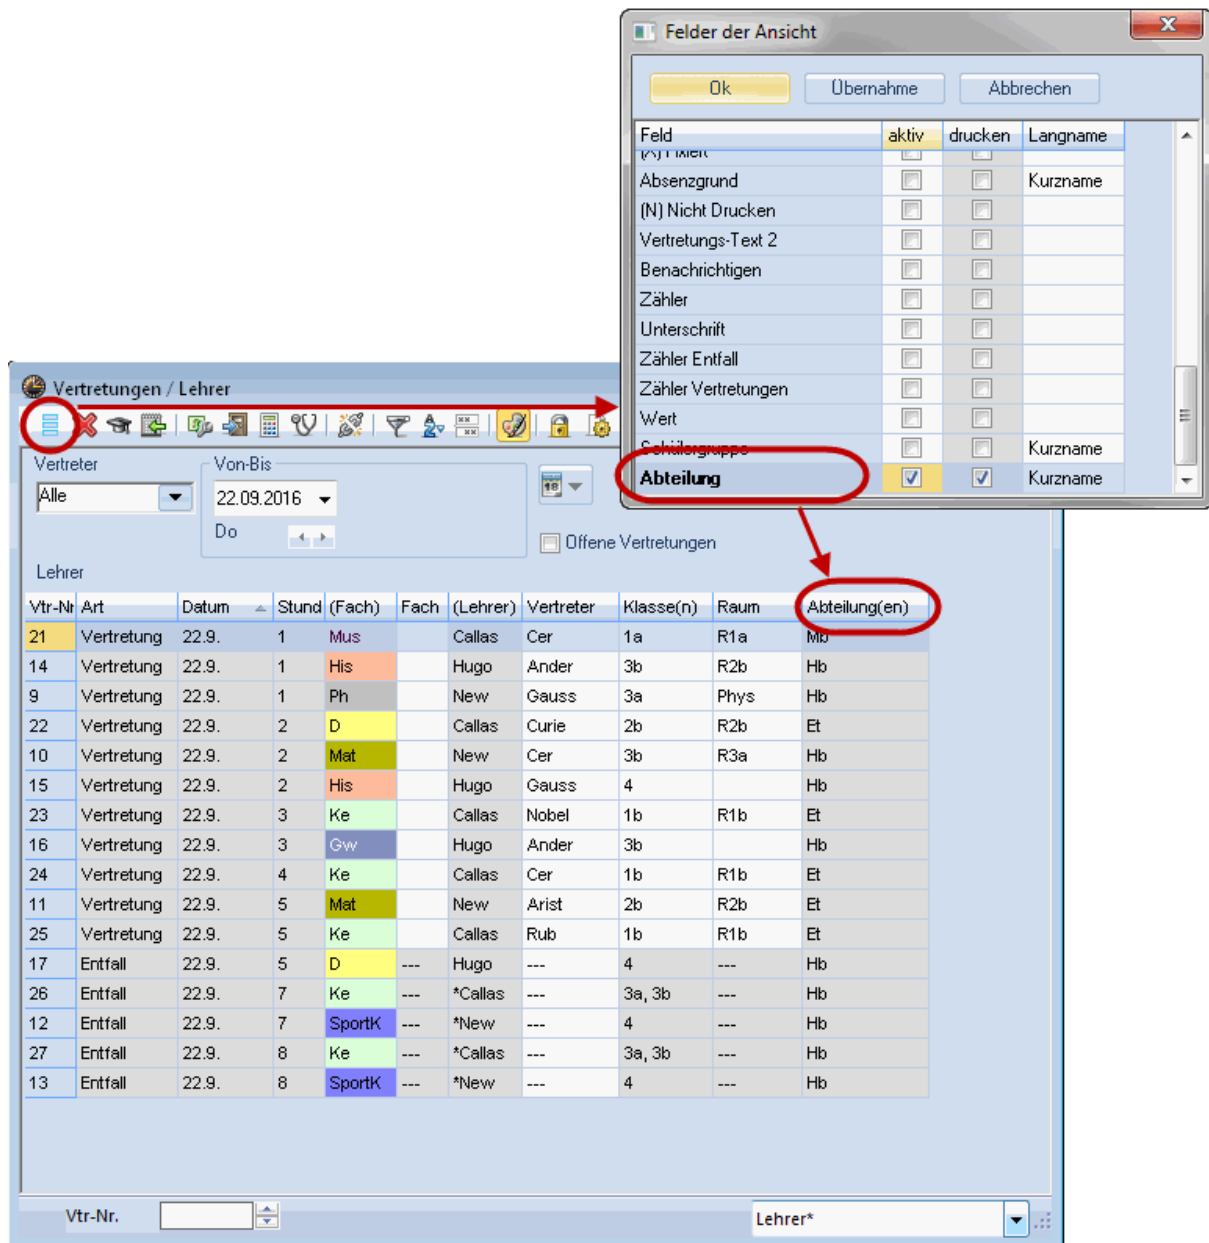 Felder der Ansicht
Ok Übernahme Abbrechen
Feld aktiv drucken Langname
(X) Fixiert
Absenzgrund Kurzname
(N) Nicht Drucken
Vertretungs-Text 2
Benachrichtigen
Zähler
Unterschrift
Zähler Entfall
Zähler Vertretungen
Wert
Schülergruppe Kurzname
Abteilung Kurzname
Vertretungen / Lehrer
Vertreter Von-Bis
Alle 22.09.2016 18
Do
Offene Vertretungen
Lehrer
Vtr-Nr Art Datum Stund (Fach) Fach (Lehrer) Vertreter Klasse(n) Raum Abteilung(en)
21 Vertretung 22.9. 1 Mus Callas Cer 1a R1a Mb
14 Vertretung 22.9. 1 His Hugo Ander 3b R2b Hb
9 Vertretung 22.9. 1 Ph New Gauss 3a Phys Hb
22 Vertretung 22.9. 2 D Callas Curie 2b R2b Et
10 Vertretung 22.9. 2 Mat New Cer 3b R3a Hb
15 Vertretung 22.9. 2 His Hugo Gauss 4 Hb
23 Vertretung 22.9. 3 Ke Callas Nobel 1b R1b Et
16 Vertretung 22.9. 3 Gw Hugo Ander 3b Hb
24 Vertretung 22.9. 4 Ke Callas Cer 1b R1b Et
11 Vertretung 22.9. 5 Mat New Arist 2b R2b Et
25 Vertretung 22.9. 5 Ke Callas Rub 1b R1b Et
17 Entfall 22.9. 5 D --- Hugo --- 4 --- Hb
26 Entfall 22.9. 7 Ke --- *Callas --- 3a, 3b --- Hb
12 Entfall 22.9. 7 SportK --- *New --- 4 --- Hb
27 Entfall 22.9. 8 Ke --- *Callas --- 3a, 3b --- Hb
13 Entfall 22.9. 8 SportK --- *New --- 4 --- Hb
Vtr-Nr. Lehrer*